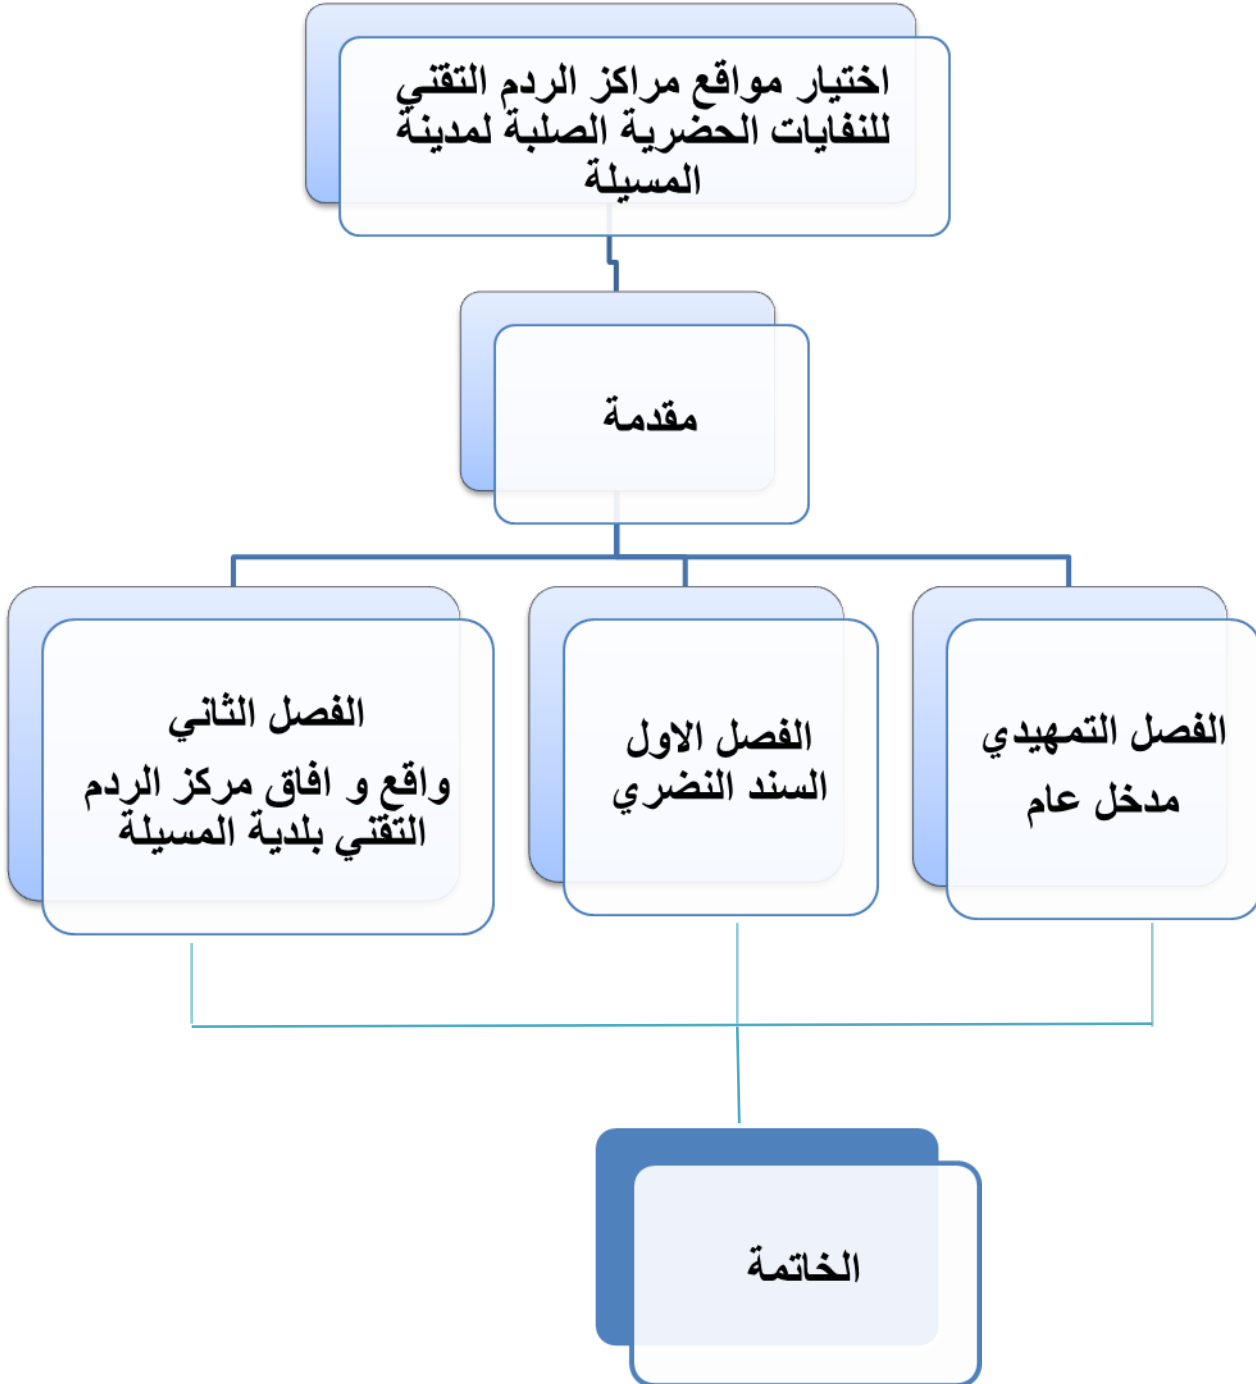 اختيار مواقع مراكز الردم التقني
للنفايات الحضرية الصلبة لمدينة
المسيلة
مقدمة
الفصل التمهيدي
مدخل عام
الفصل الاول
السند النضري
الفصل الثاني
واقع و افاق مركز الردم
التقني بلدية المسيلة
الخاتمة